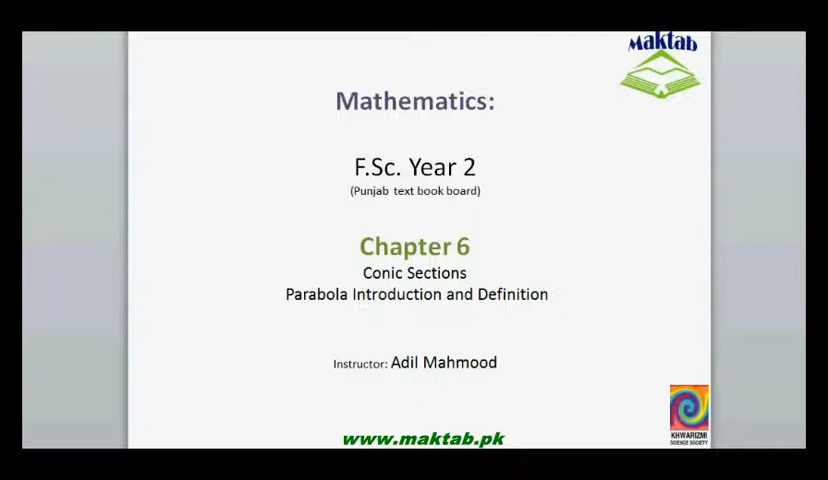 Maktab
Mathematics:
F.Sc. Year 2
(Punjab text book board)
Chapter 6
Conic Sections
Parabola Introduction and Definition
Instructor: Adil Mahmood
KHWARIZMI
SCIENCE SOCIETY
www.maktab.pk